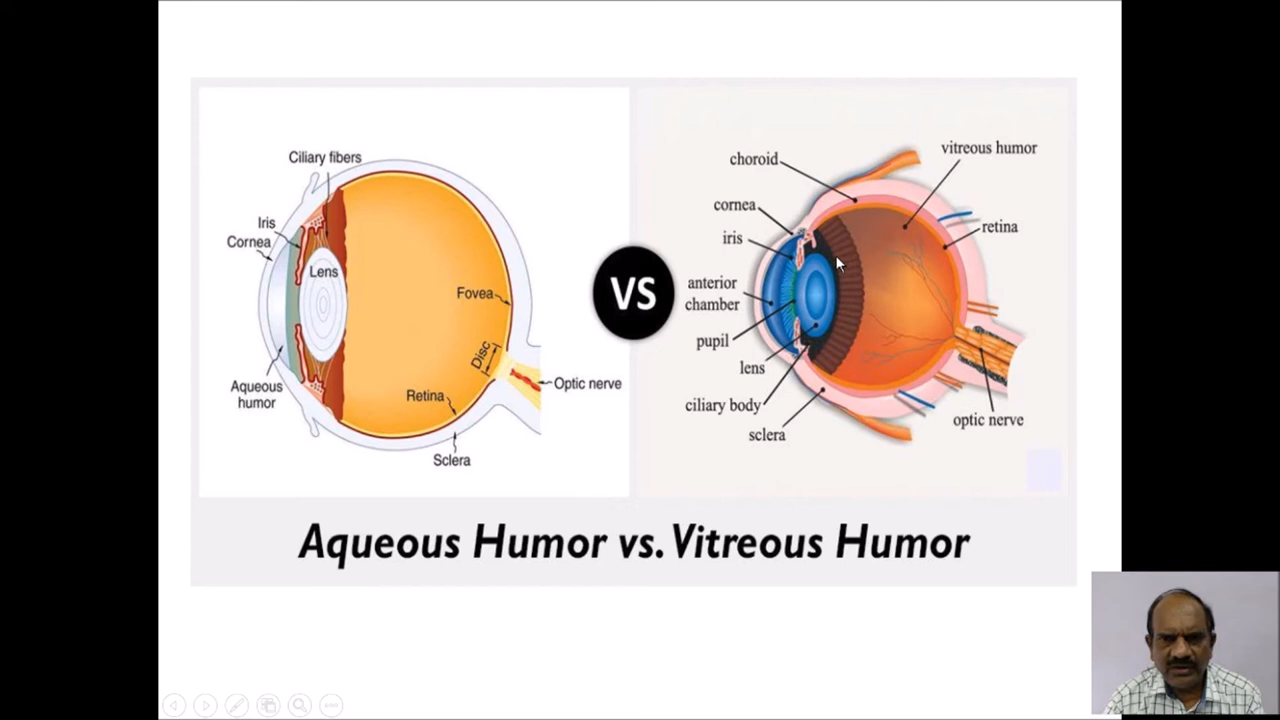 Ciliary fibers
Iris
Cornea
Lens
Fovea
Disc
Aqueous
humor
Retina
Optic nerve
Sclera
VS
choroid
vitreous humor
cornea
iris
retina
anterior
chamber
pupil
lens
ciliary body
sclera
optic nerve
Aqueous Humor vs. Vitreous Humor